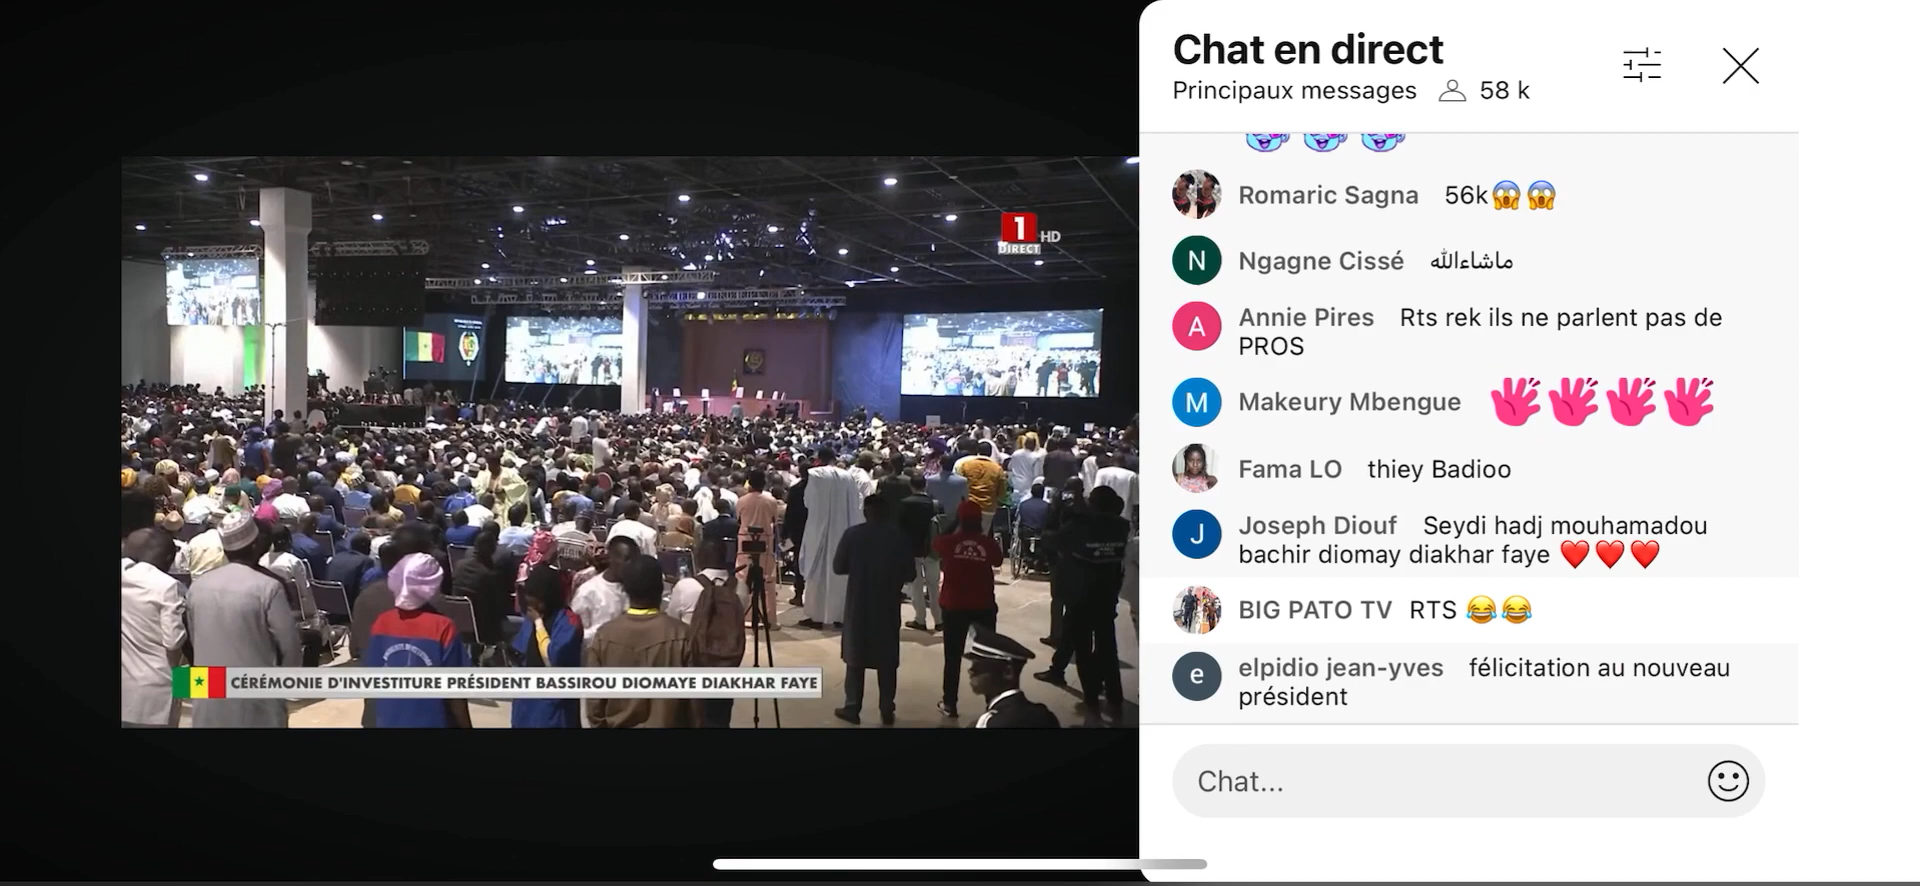 1
HD
DIRECT
CÉRÉMONIE D'INVESTITURE PRÉSIDENT BASSIROU DIOMAYE DIAKHAR FAYE
Chat en direct
Principaux messages 58 k
Romaric Sagna 56k😱😱
N Ngagne Cissé ماشاءالله
A Annie Pires Rts rek ils ne parlent pas de
PROS
M Makeury Mbengue
Fama LO thiey Badioo
J Joseph Diouf Seydi hadj mouhamadou
bachir diomay diakhar faye ❤️❤️❤️
BIG PATO TV RTS 😂😂
e elpidio jean-yves félicitation au nouveau
président
Chat...